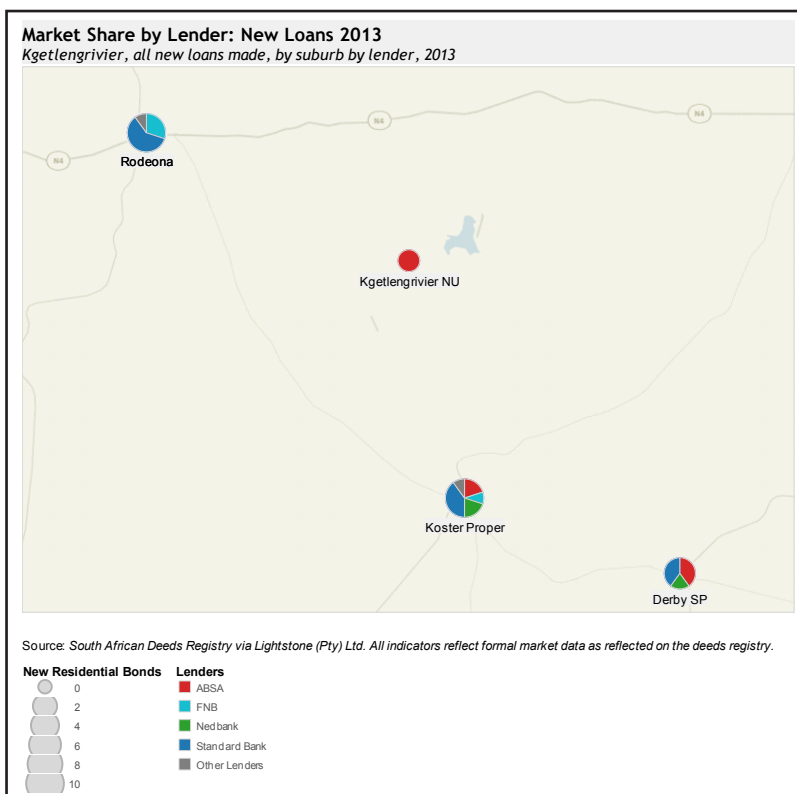 Market Share by Lender: New Loans 2013
Kgetlengrivier, all new loans made, by suburb by lender, 2013
N4
N4
N4
Rodeona
Kgetlengrivier NU
Koster Proper
Derby SP
Source: South African Deeds Registry via Lightstone (Pty) Ltd. All indicators reflect formal market data as reflected on the deeds registry.
New Residential Bonds
0
2
4
6
8
10
Lenders
ABSA
FNB
Nedbank
Standard Bank
Other Lenders